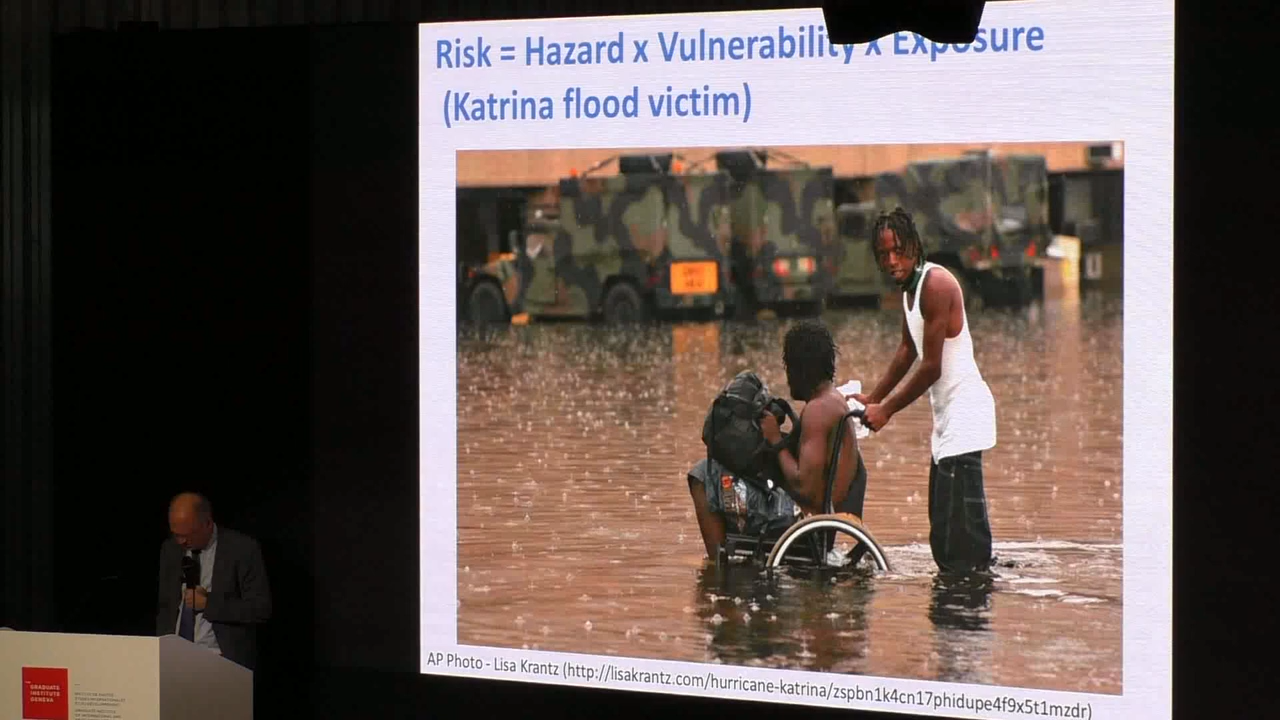 Risk = Hazard x Vulnerability x Exposure
(Katrina flood victim)
AP Photo - Lisa Krantz (http://lisakrantz.com/hurricane-katrina/zspbn1k4cn17phidupe4f9x5t1mzdr)
GRADUATE
INSTITUTE
GENEVA